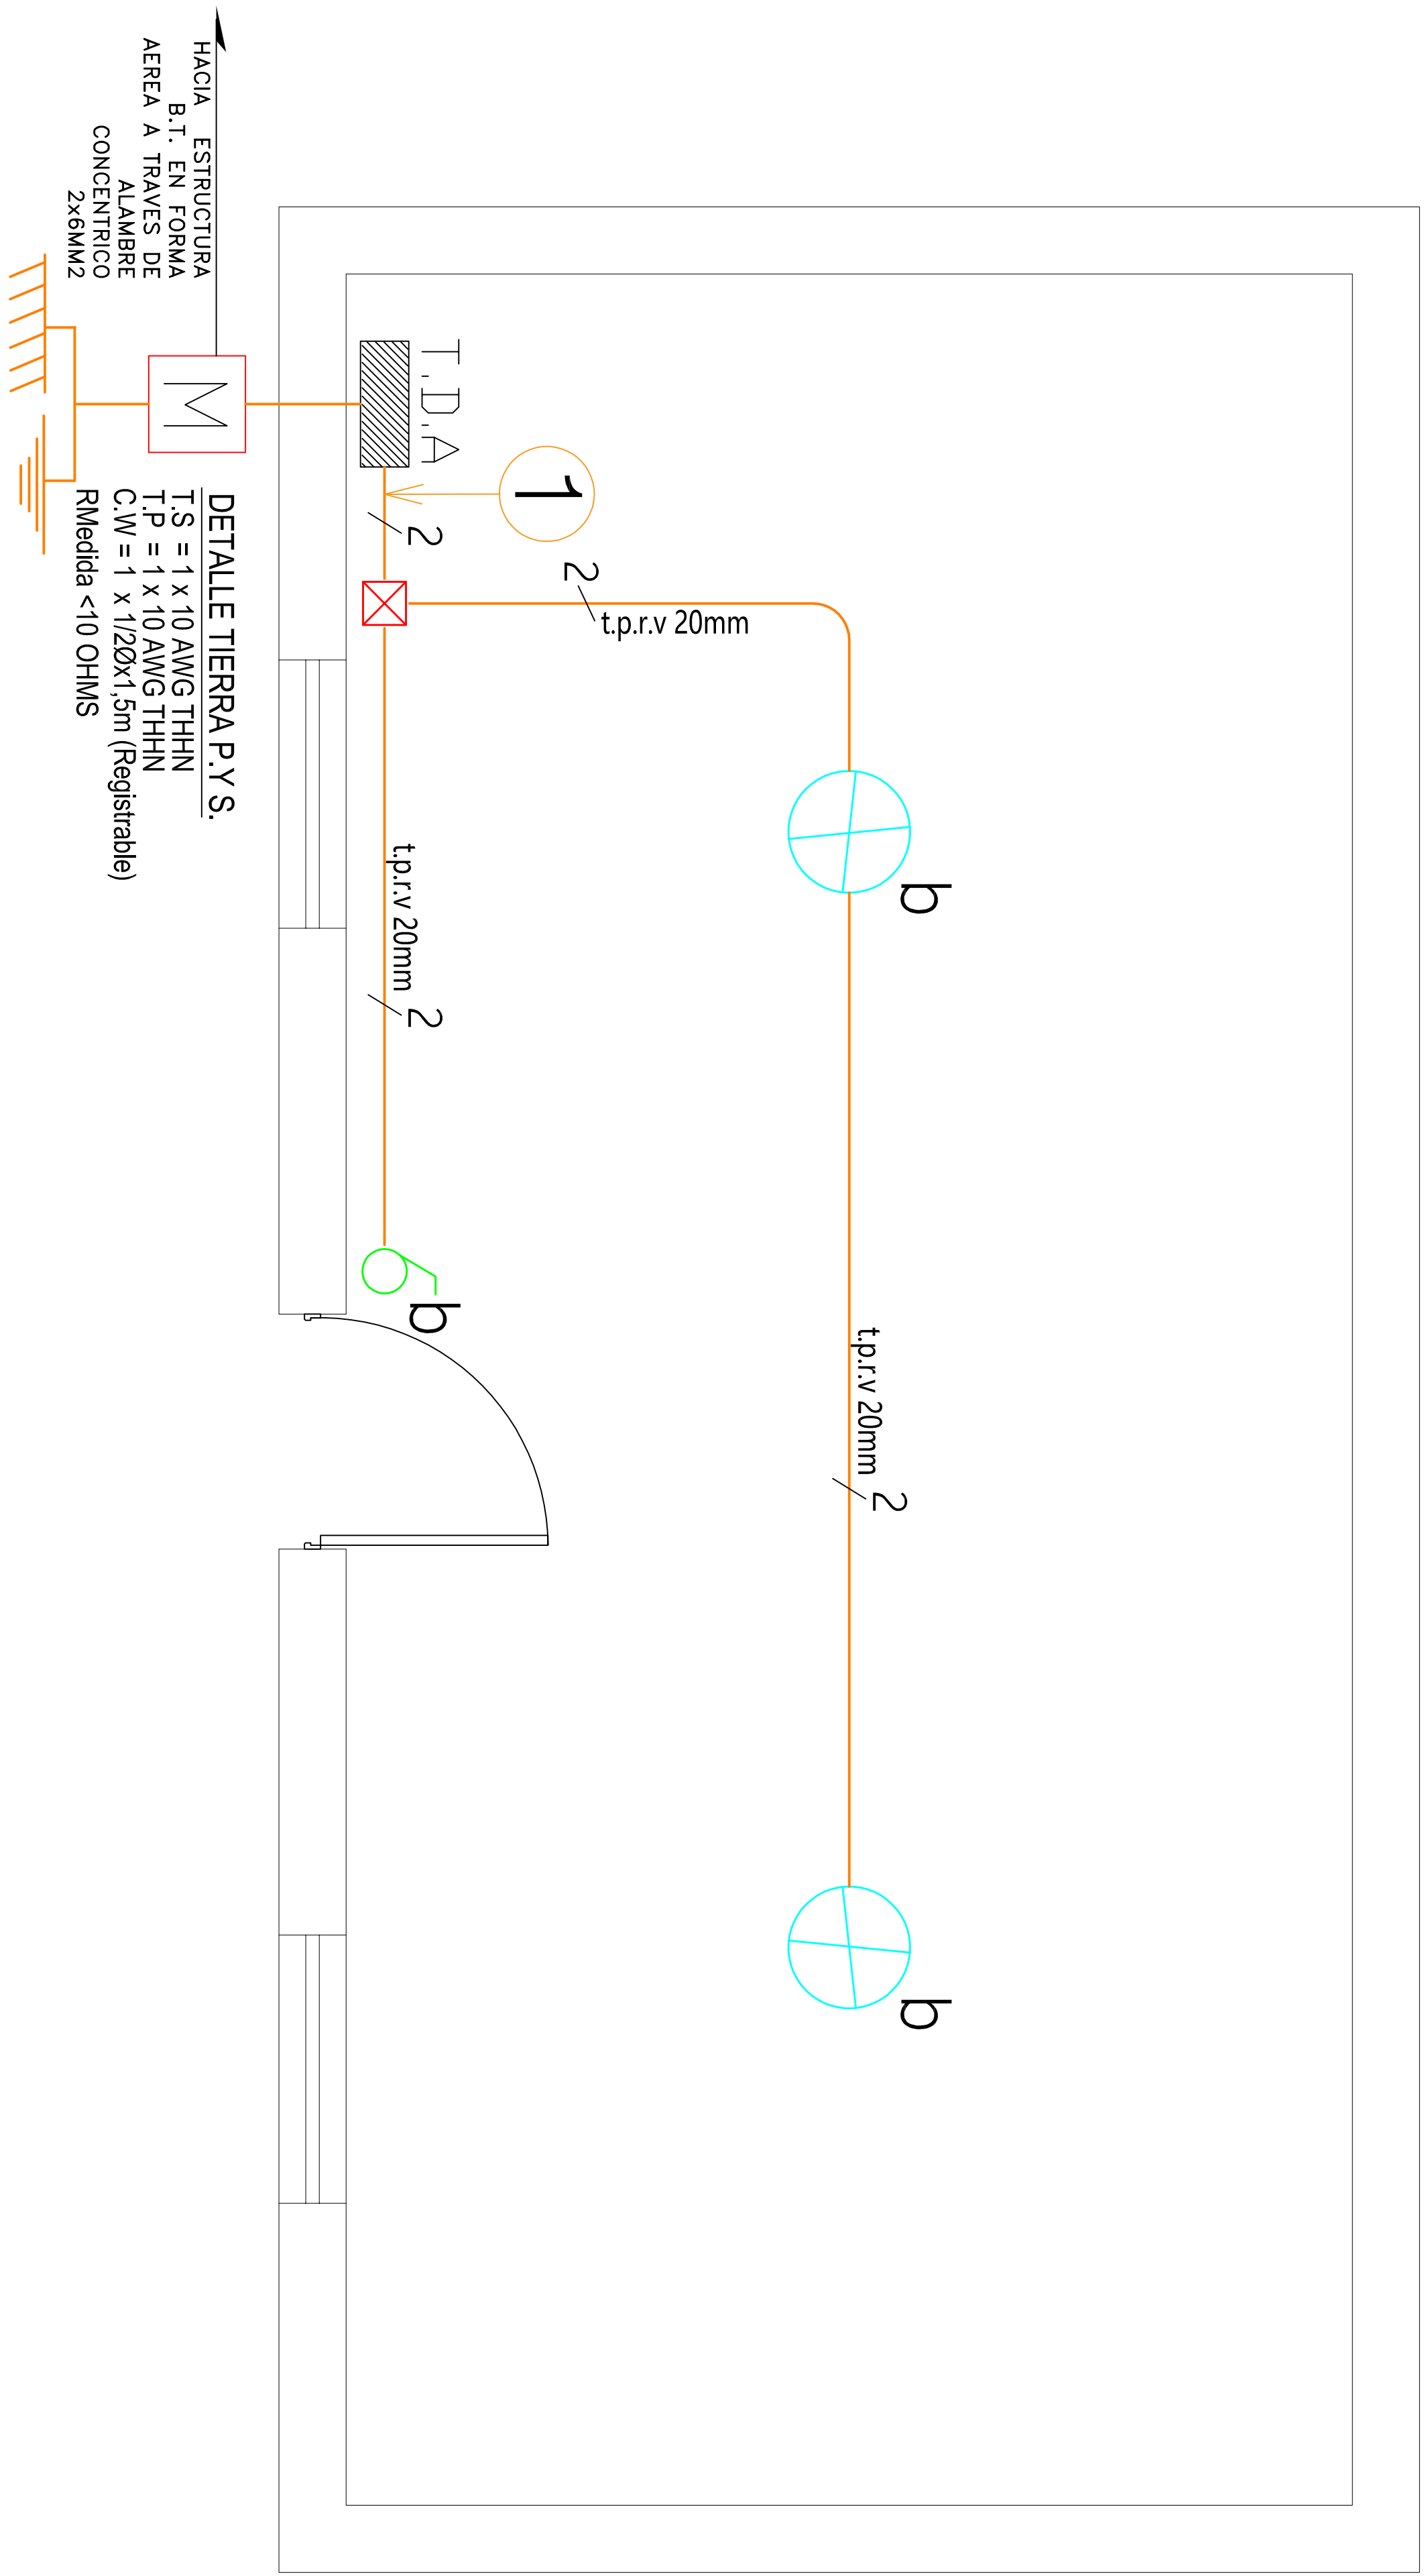 HACIA ESTRUCTURA
B.T. EN FORMA
AEREA A TRAVES DE
ALAMBRE
CONCENTRICO
2x6MM2
M
T.D.A
1
2
2
t.p.r.v 20mm
DETALLE TIERRA P.Y S.
T.S = 1 x 10 AWG THHN
T.P = 1 x 10 AWG THHN
C.W = 1 x 1/2Øx1,5m (Registrable)
RMedida <10 OHMS
b
t.p.r.v 20mm
2
b
t.p.r.v 20mm
2
b